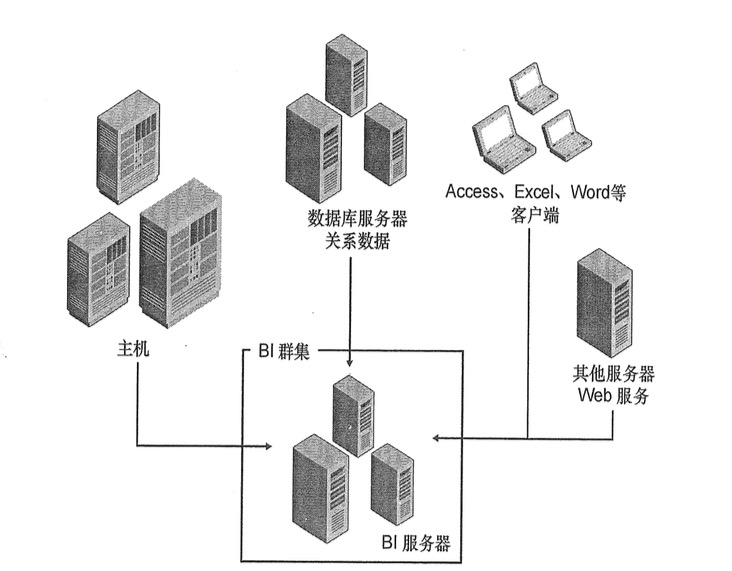 Access、Excel、Word等
客户端
数据库服务器
关系数据
主机
BI 群集
其他服务器
Web 服务
BI 服务器